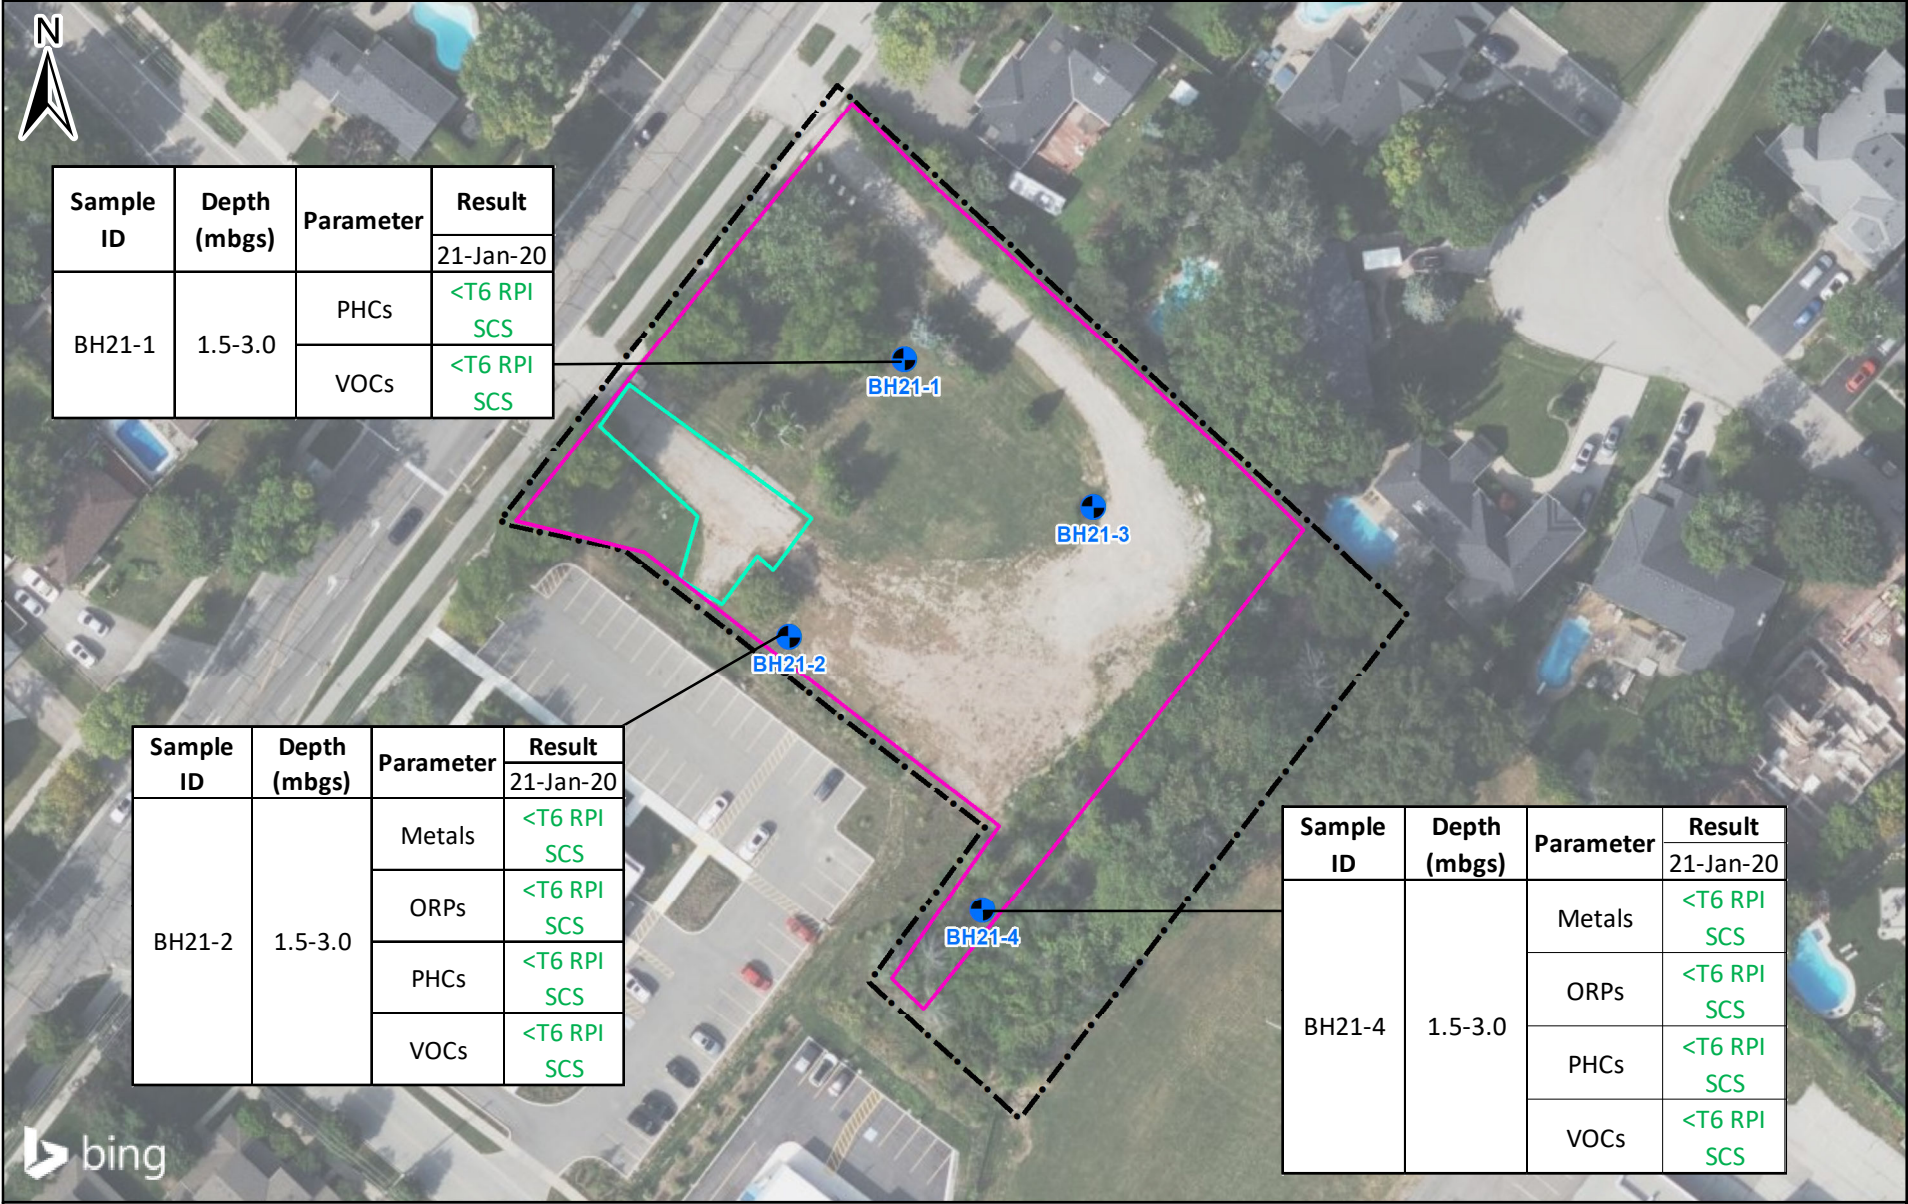 N
Sample ID Depth (mbgs) Parameter Result
21-Jan-20
BH21-1 1.5-3.0 PHCs <T6 RPI SCS
VOCs <T6 RPI SCS
BH21-1
BH21-3
BH21-2
BH21-4
Sample ID Depth (mbgs) Parameter Result
21-Jan-20
BH21-2 1.5-3.0 Metals <T6 RPI SCS
ORPs <T6 RPI SCS
PHCs <T6 RPI SCS
VOCs <T6 RPI SCS
Sample ID Depth (mbgs) Parameter Result
21-Jan-20
BH21-4 1.5-3.0 Metals <T6 RPI SCS
ORPs <T6 RPI SCS
PHCs <T6 RPI SCS
VOCs <T6 RPI SCS
bing